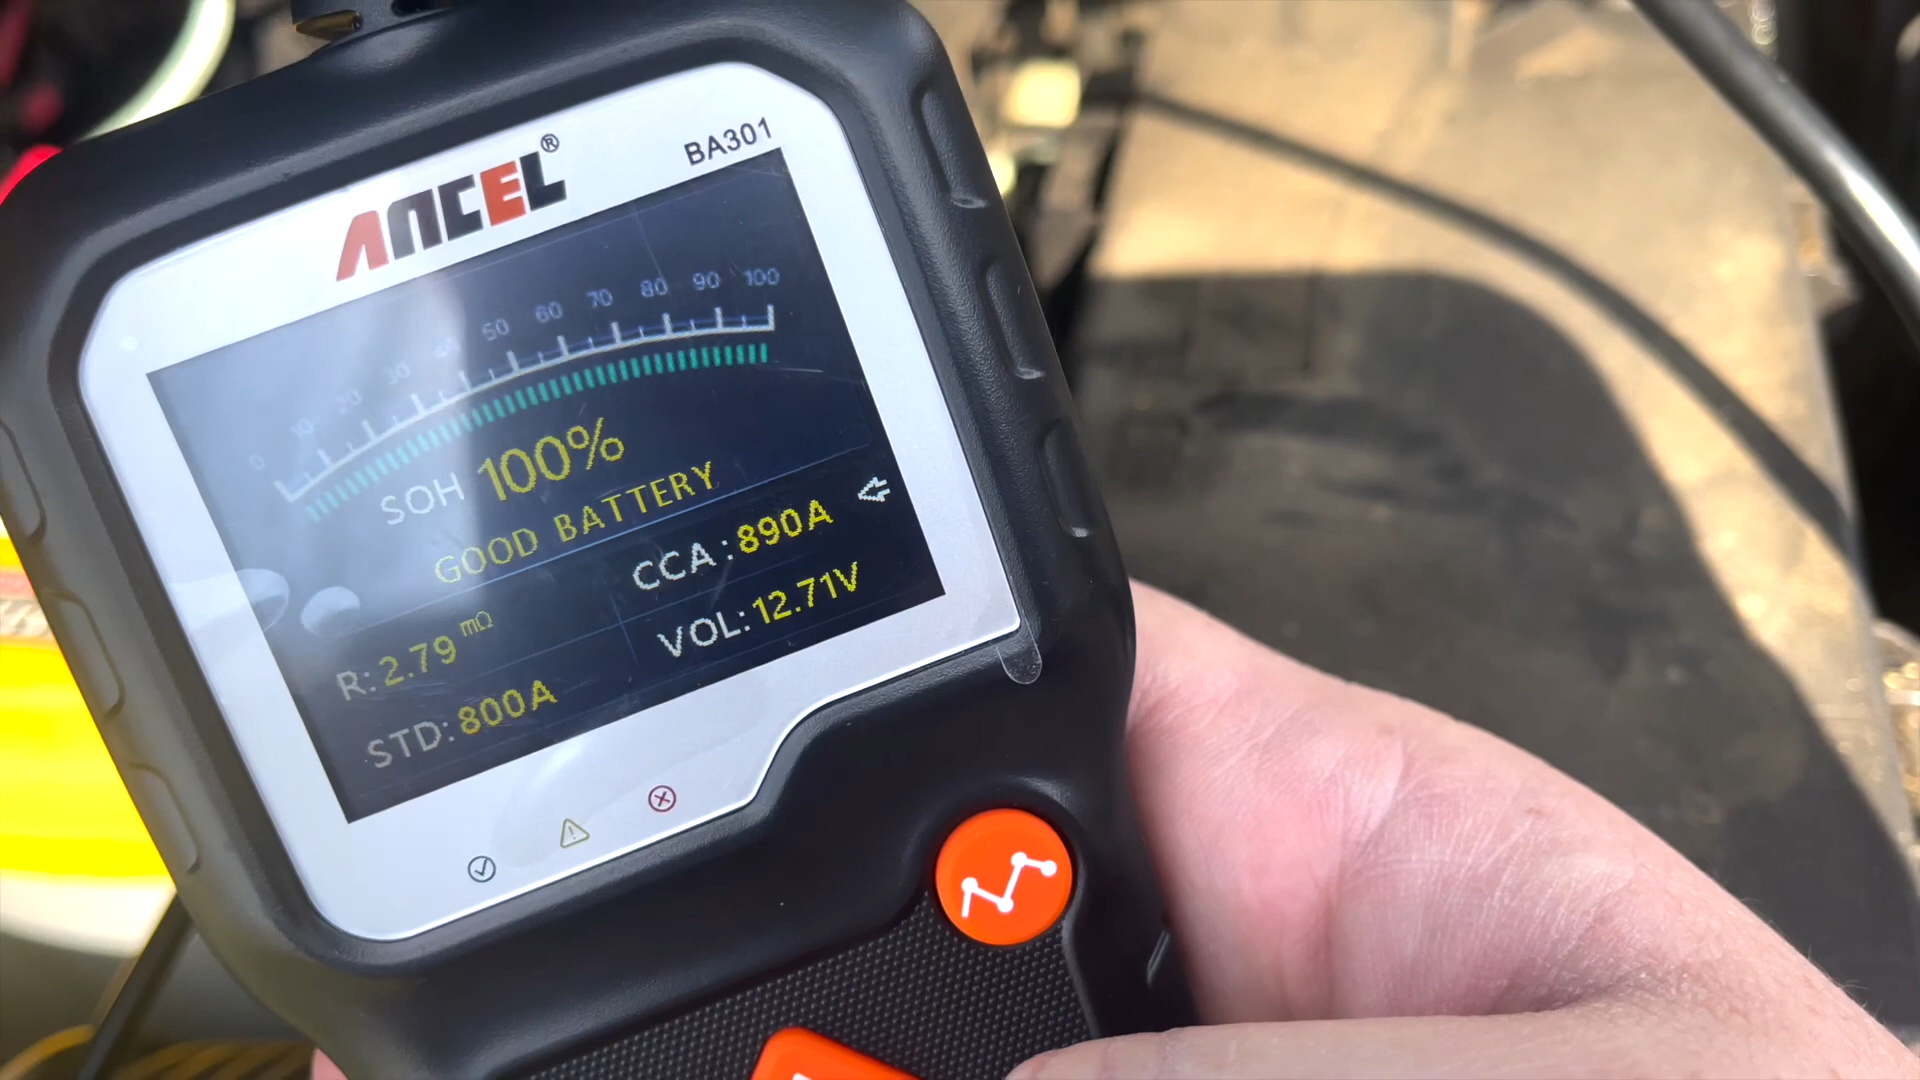 ANCEL®
BA301
0 10 20 30 40 50 60 70 80 90 100
SOH 100%
GOOD BATTERY
CCA: 890A
R: 2.79 mΩ
VOL: 12.71V
STD: 800A